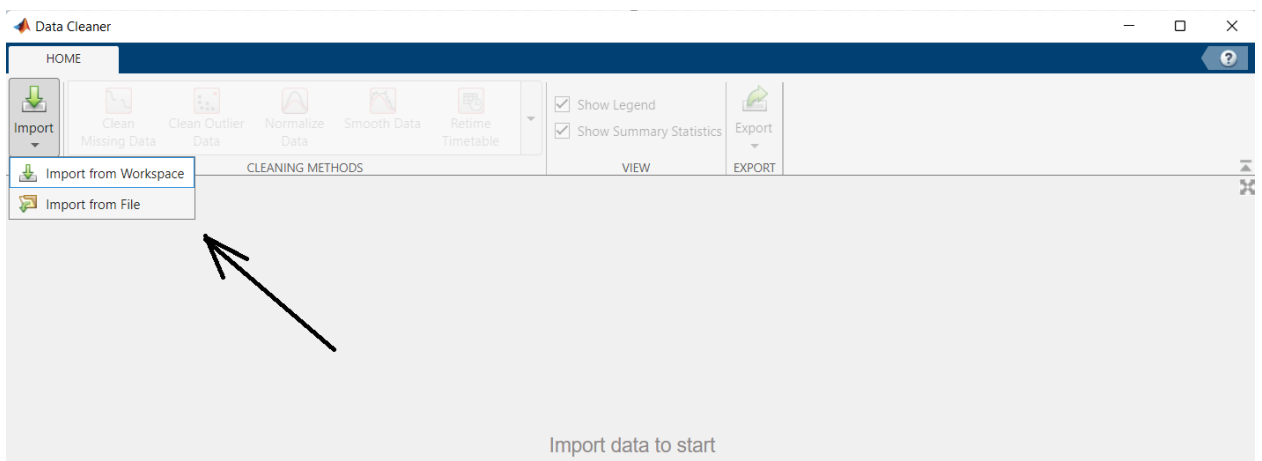 Data Cleaner
HOME
?
Import
Clean
Missing Data
Clean Outlier
Data
Normalize
Data
Smooth Data
Retime
Timetable
Show Legend
Show Summary Statistics
Export
CLEANING METHODS
VIEW
EXPORT
Import from Workspace
Import from File
Import data to start